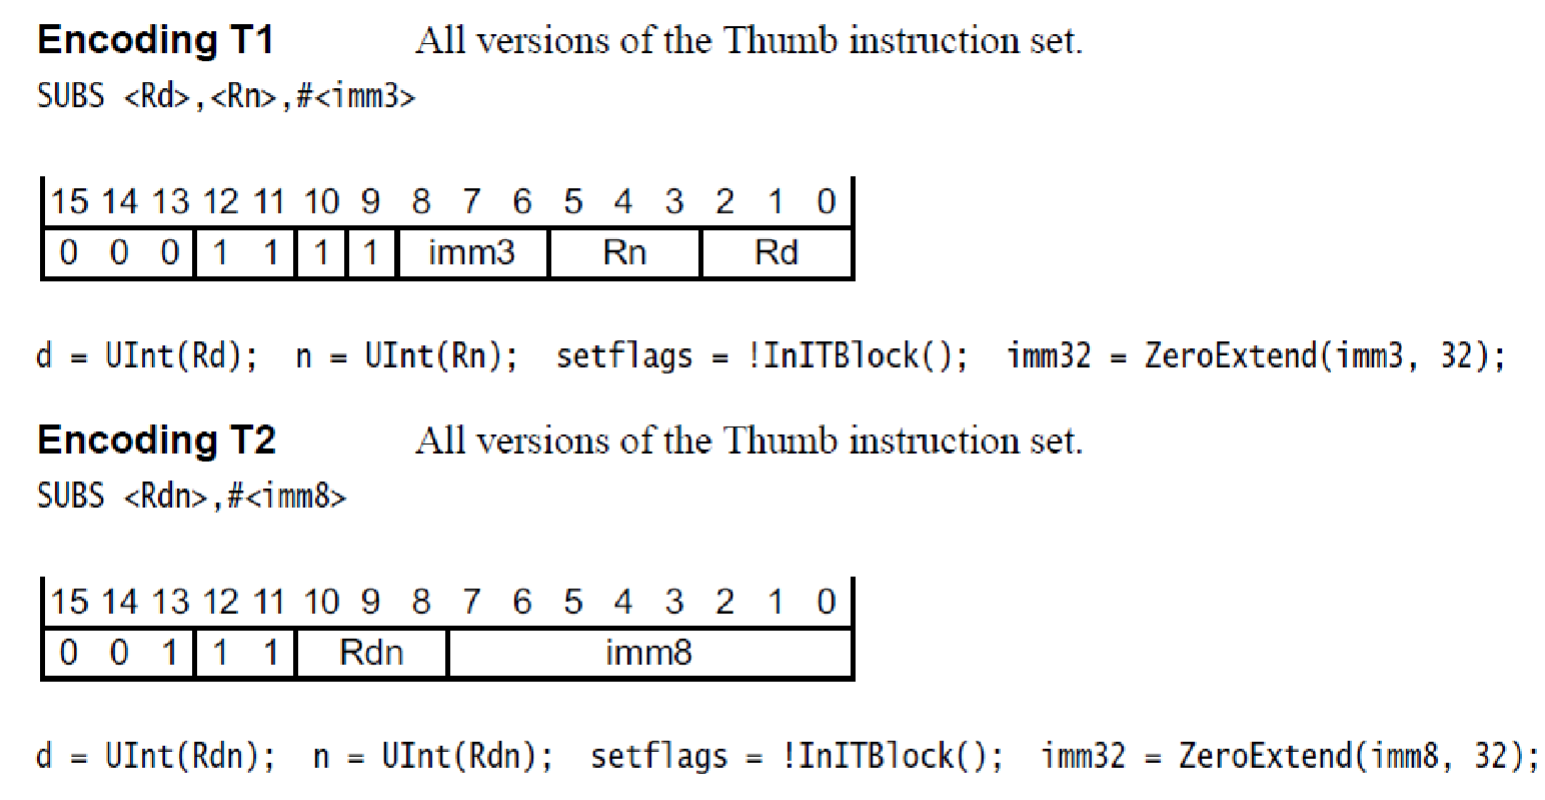 Encoding T1 All versions of the Thumb instruction set.
SUBS <Rd>,<Rn>,#<imm3>
15 14 13 12 11 10 9 8 7 6 5 4 3 2 1 0
0 0 0 1 1 1 1 imm3 Rn Rd
d = UInt(Rd); n = UInt(Rn); setflags = !InITBlock(); imm32 = ZeroExtend(imm3, 32);
Encoding T2 All versions of the Thumb instruction set.
SUBS <Rdn>,#<imm8>
15 14 13 12 11 10 9 8 7 6 5 4 3 2 1 0
0 0 1 1 1 Rdn imm8
d = UInt(Rdn); n = UInt(Rdn); setflags = !InITBlock(); imm32 = ZeroExtend(imm8, 32);